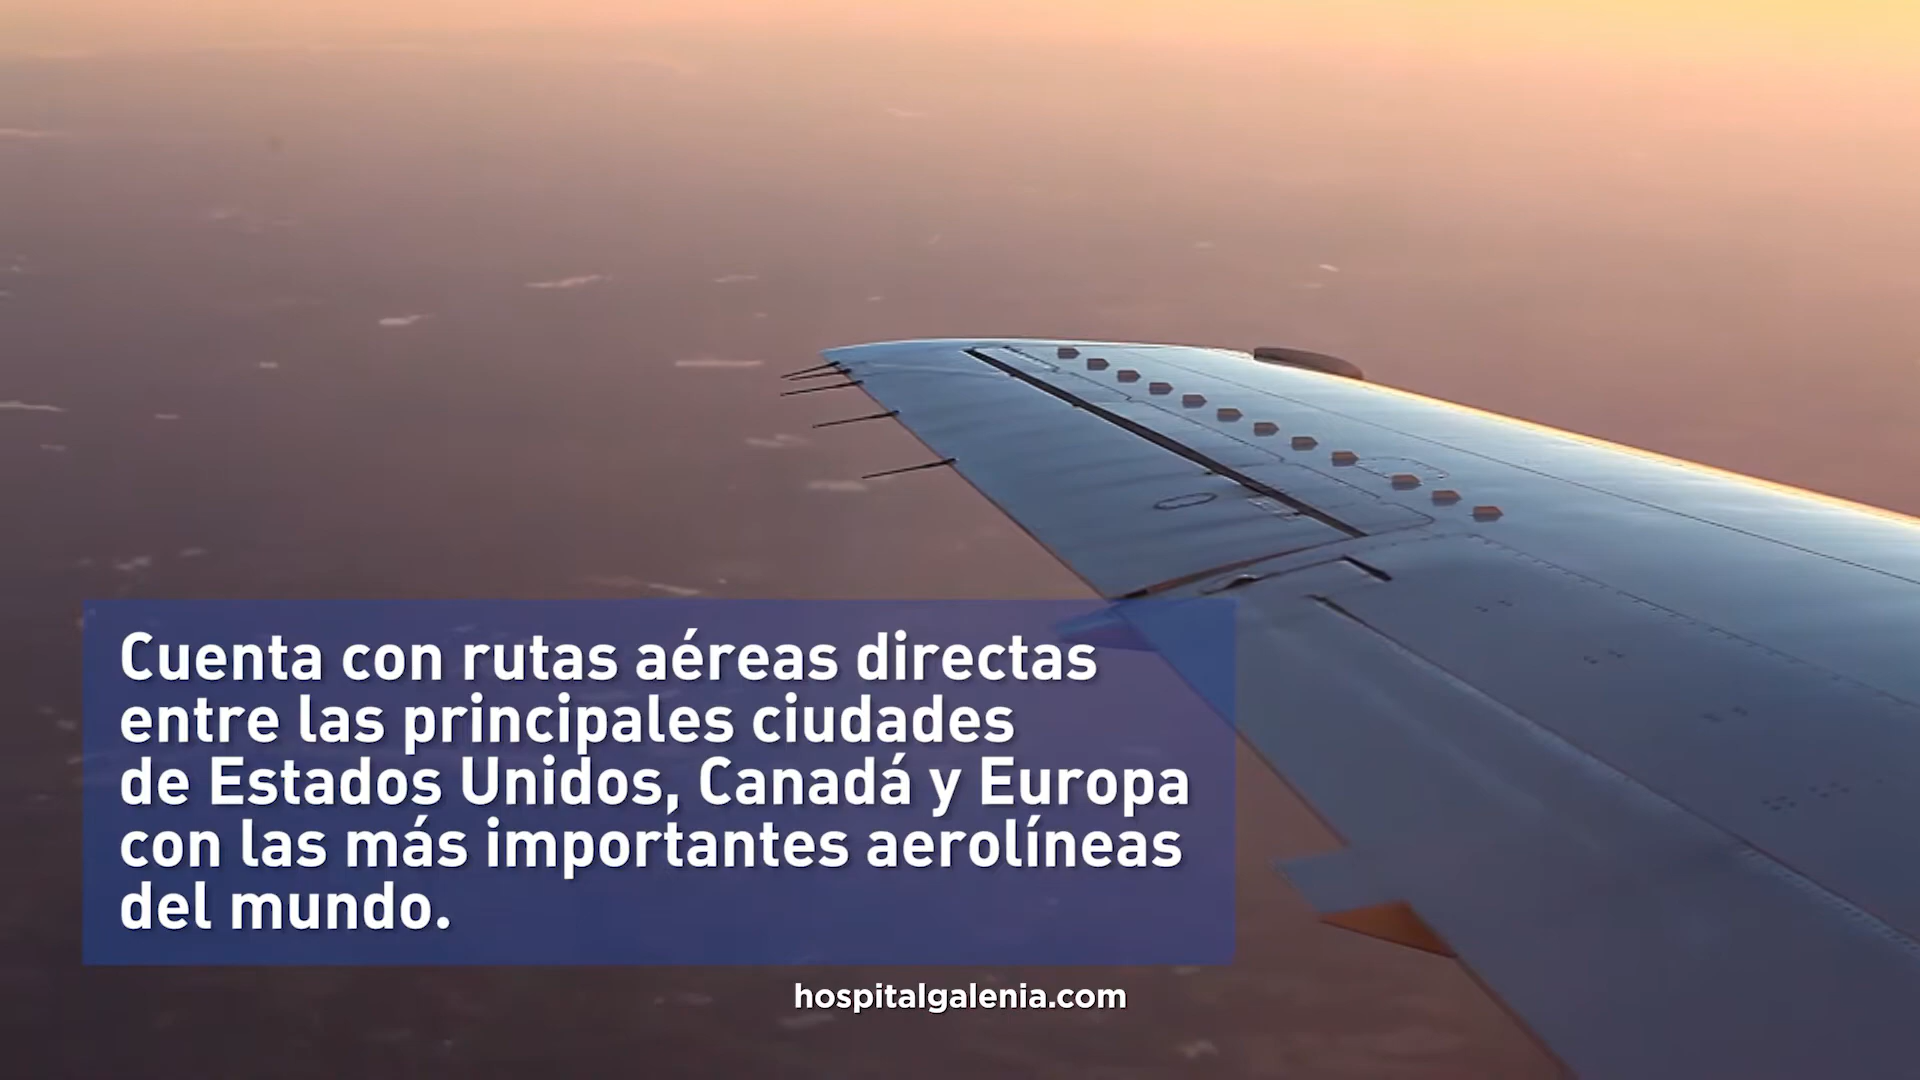 Cuenta con rutas aéreas directas
entre las principales ciudades
de Estados Unidos, Canadá y Europa
con las más importantes aerolíneas
del mundo.
hospitalgalenia.com